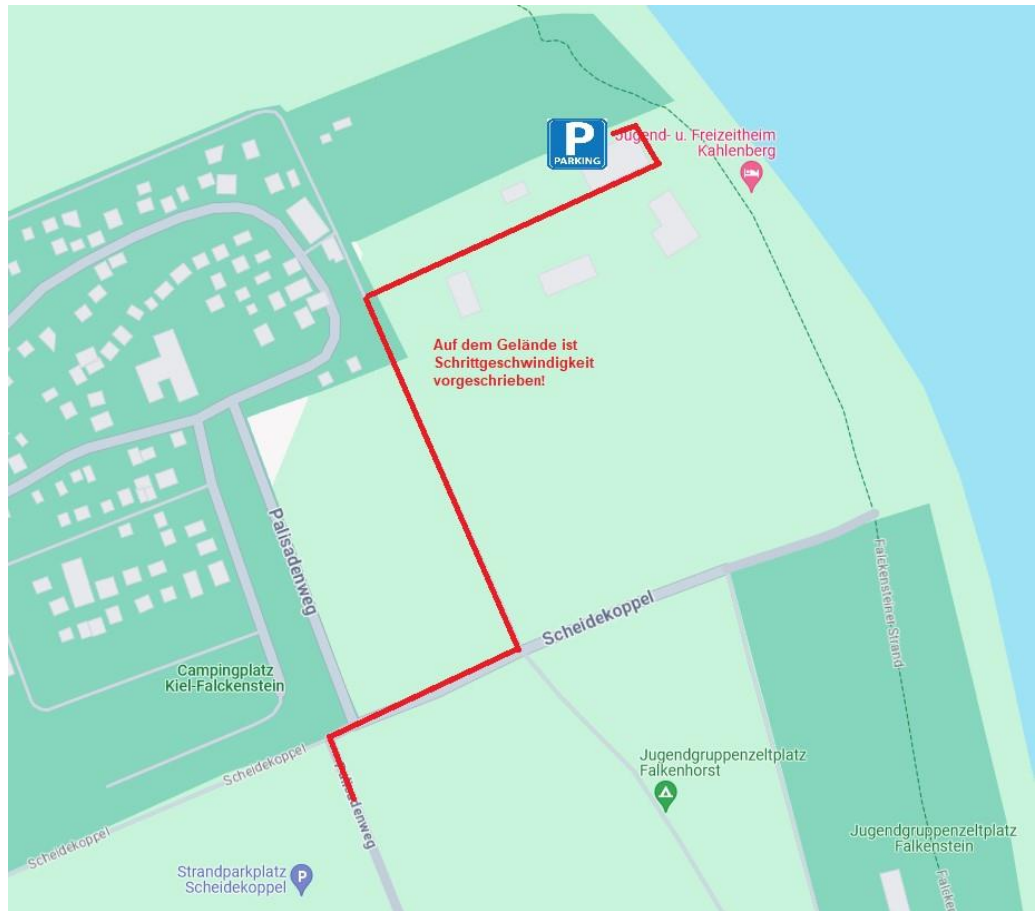 P
PARKING
Jugend- u. Freizeitheim
Kahlenberg
Auf dem Gelände ist
Schrittgeschwindigkeit
vorgeschrieben!
Palisadenweg
Scheidekoppel
Falckensteiner Strand
Campingplatz
Kiel-Falckenstein
Scheidekoppel
Palisadenweg
Jugendgruppenzeltplatz
Falkenhorst
Scheidekoppel
Jugendgruppenzeltplatz
Falkenstein
Strandparkplatz
Scheidekoppel
P